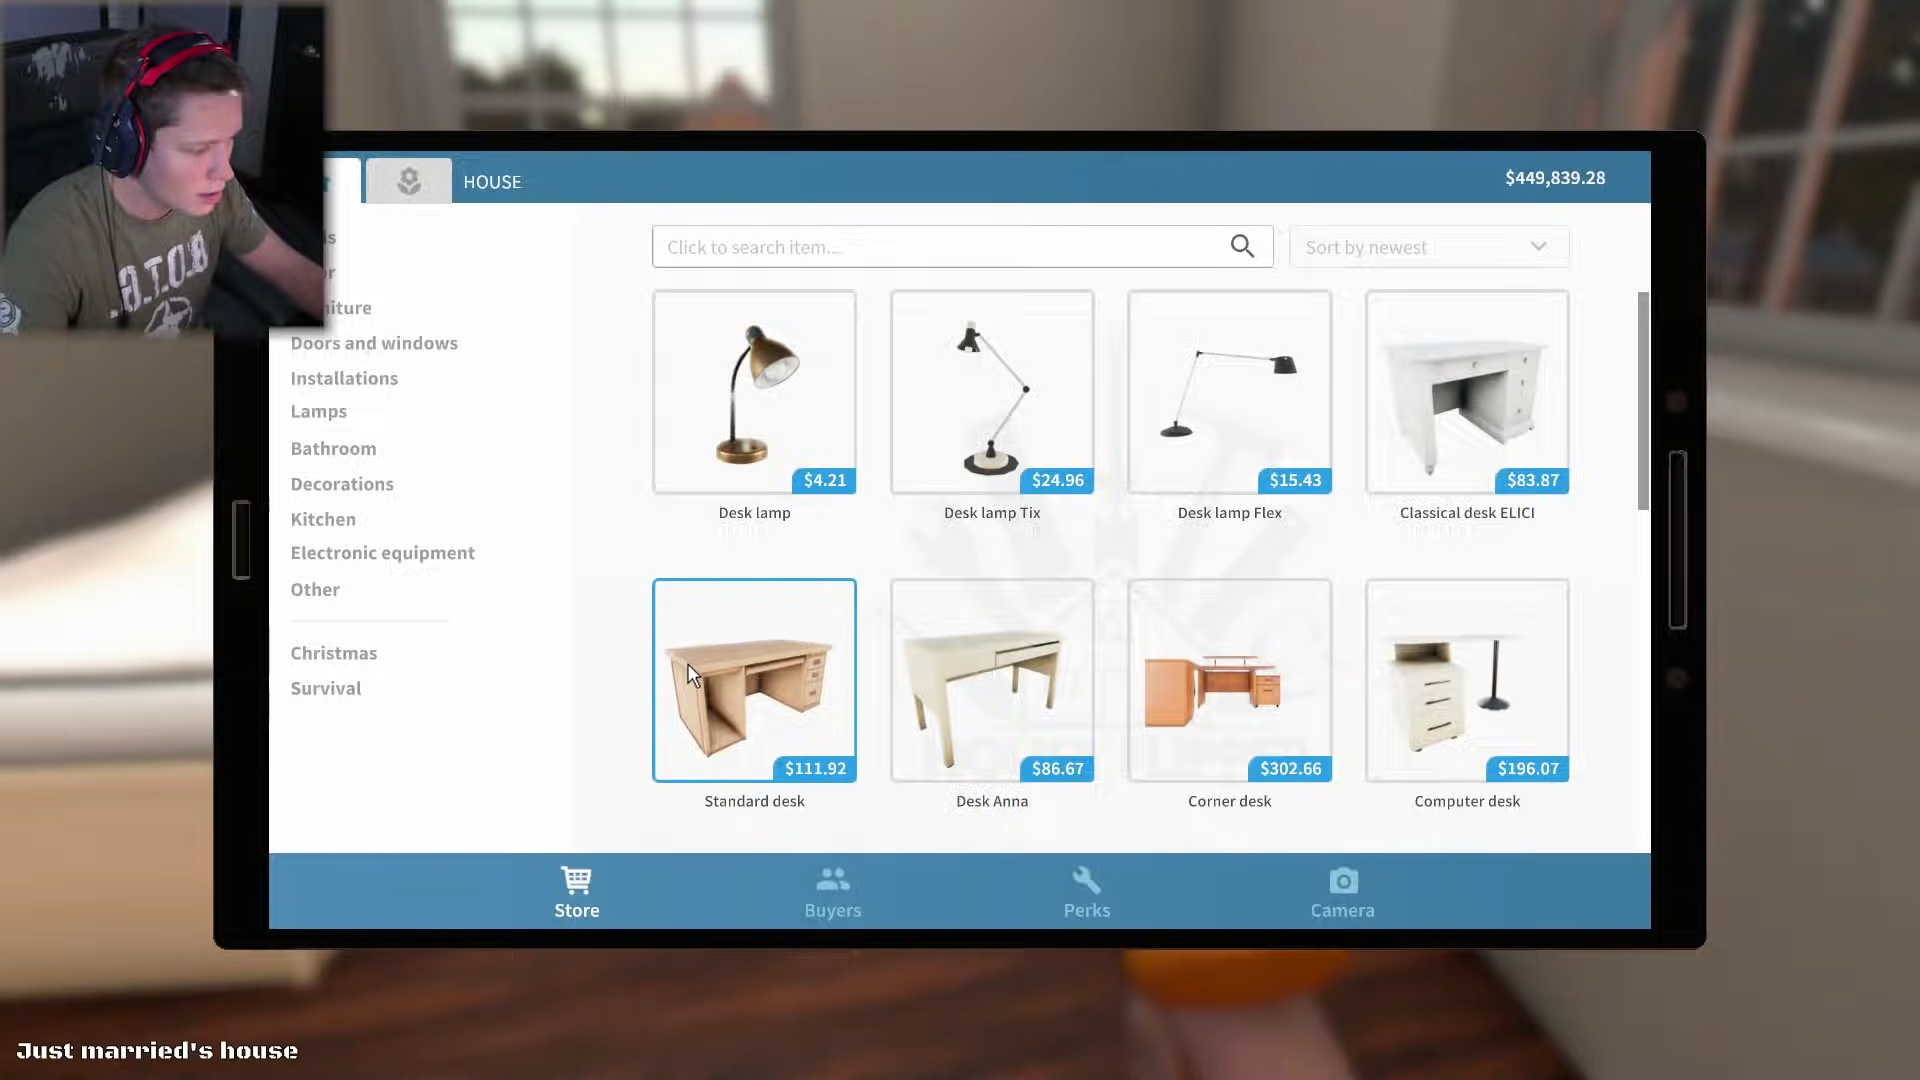 HOUSE
$449,839.28
Click to search item...
Sort by newest
Doors and windows
Installations
Lamps
Bathroom
Decorations
Kitchen
Electronic equipment
Other
Christmas
Survival
$4.21
$24.96
$15.43
$83.87
Desk lamp
Desk lamp Tix
Desk lamp Flex
Classical desk ELICI
$111.92
$86.67
$302.66
$196.07
Standard desk
Desk Anna
Corner desk
Computer desk
Store
Buyers
Perks
Camera
Just married's house